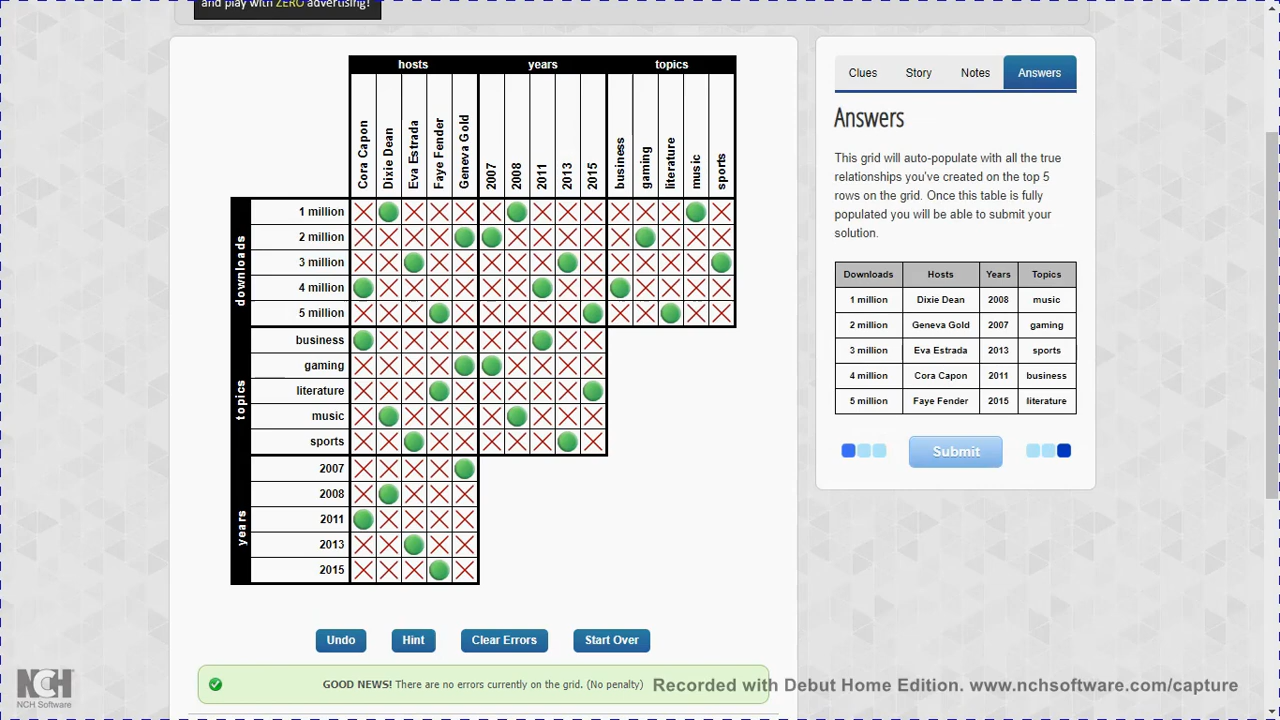 and play with ZERO advertising!
hosts years topics
Cora Capon Dixie Dean Eva Estrada Faye Fender Geneva Gold 2007 2008 2011 2013 2015 business gaming literature music sports
downloads
1 million
2 million
3 million
4 million
5 million
topics
business
gaming
literature
music
sports
years
2007
2008
2011
2013
2015
Undo Hint Clear Errors Start Over
GOOD NEWS! There are no errors currently on the grid. (No penalty)
Clues Story Notes Answers
Answers
This grid will auto-populate with all the true
relationships you've created on the top 5
rows on the grid. Once this table is fully
populated you will be able to submit your
solution.
Downloads Hosts Years Topics
1 million Dixie Dean 2008 music
2 million Geneva Gold 2007 gaming
3 million Eva Estrada 2013 sports
4 million Cora Capon 2011 business
5 million Faye Fender 2015 literature
Submit
NCH
NCH Software
Recorded with Debut Home Edition. www.nchsoftware.com/capture